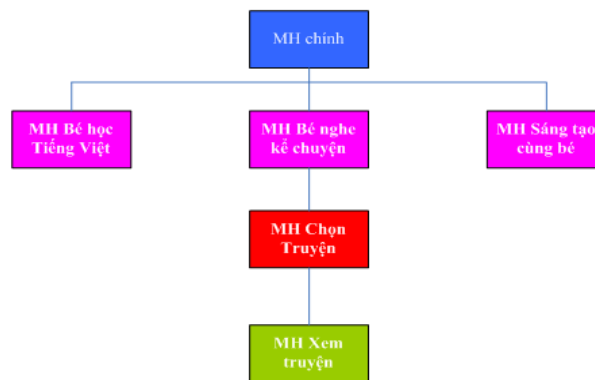 MH chính
MH Bé học
Tiếng Việt
MH Bé nghe
kể chuyện
MH Sáng tạo
cùng bé
MH Chọn
Truyện
MH Xem
truyện